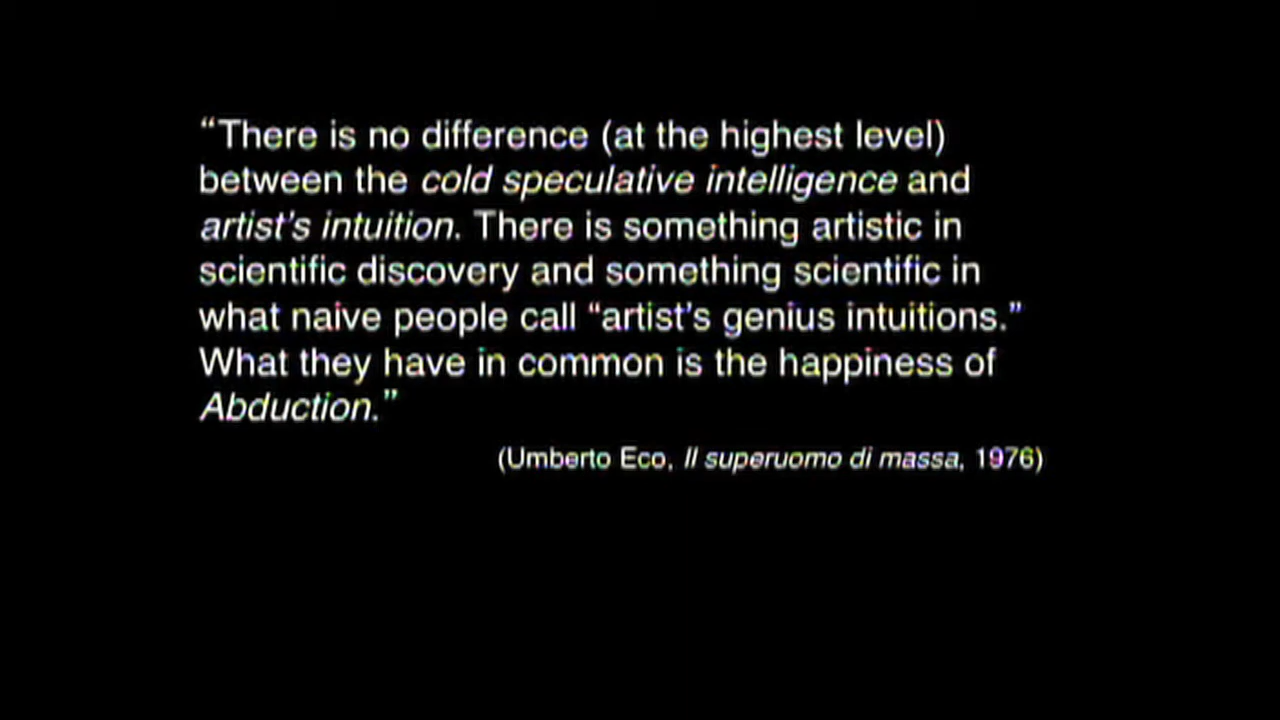 “There is no difference (at the highest level)
between the cold speculative intelligence and
artist’s intuition. There is something artistic in
scientific discovery and something scientific in
what naive people call “artist’s genius intuitions.”
What they have in common is the happiness of
Abduction.”
(Umberto Eco, Il superuomo di massa, 1976)